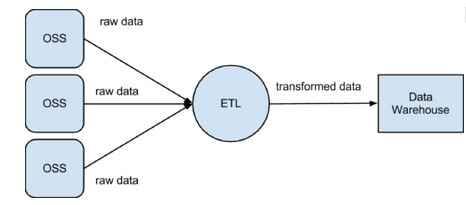 raw data
OSS
raw data
OSS
ETL
transformed data
Data
Warehouse
OSS
raw data